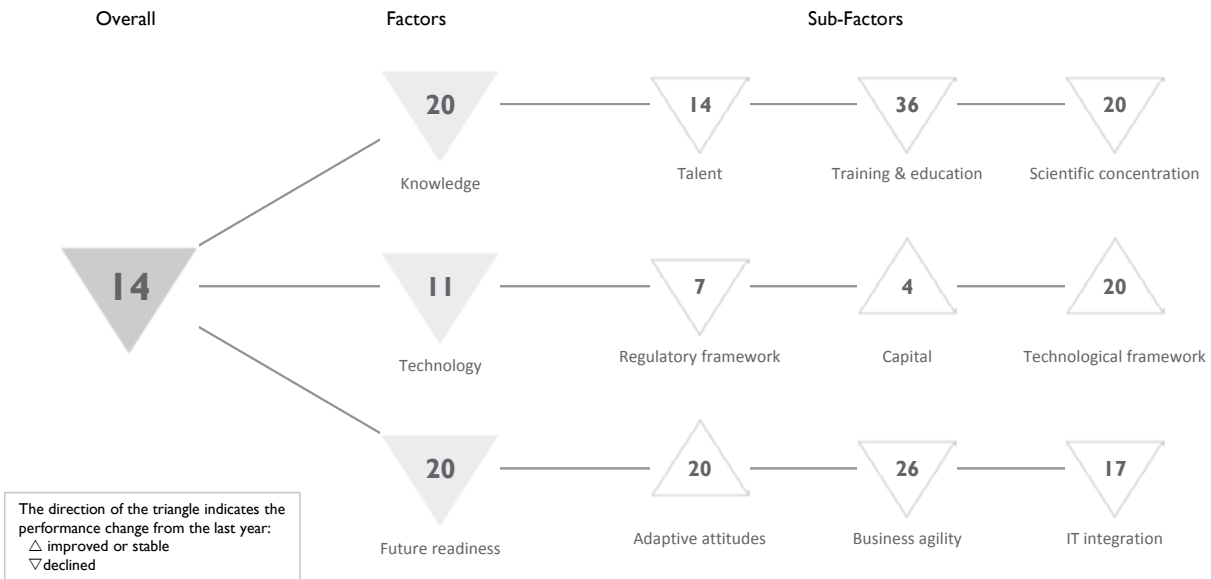 Overall
Factors
Sub-Factors
20
14
36
20
Knowledge
Talent
Training & education
Scientific concentration
14
11
7
4
20
Technology
Regulatory framework
Capital
Technological framework
20
20
26
17
Future readiness
Adaptive attitudes
Business agility
IT integration
The direction of the triangle indicates the
performance change from the last year:
△ improved or stable
▽declined